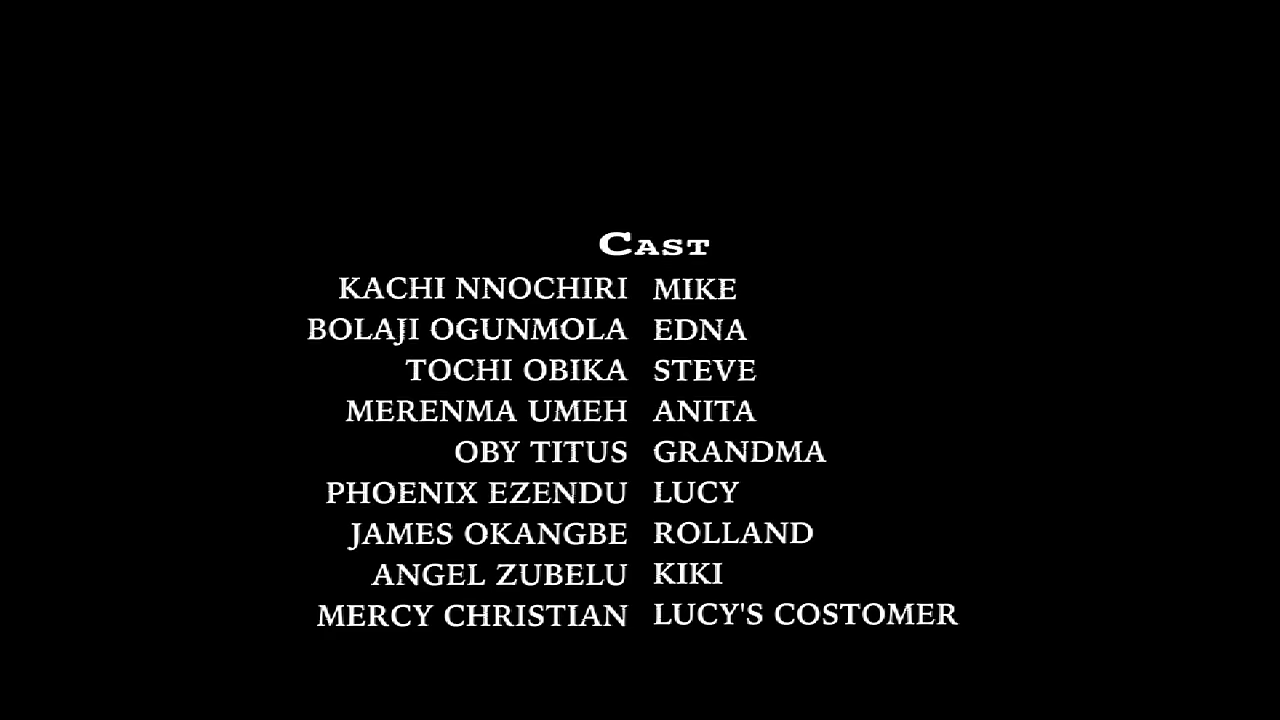 Cast
KACHI NNOCHIRI MIKE
BOLAJI OGUNMOLA EDNA
TOCHI OBIKA STEVE
MERENMA UMEH ANITA
OBY TITUS GRANDMA
PHOENIX EZENDU LUCY
JAMES OKANGBE ROLLAND
ANGEL ZUBELU KIKI
MERCY CHRISTIAN LUCY'S COSTOMER